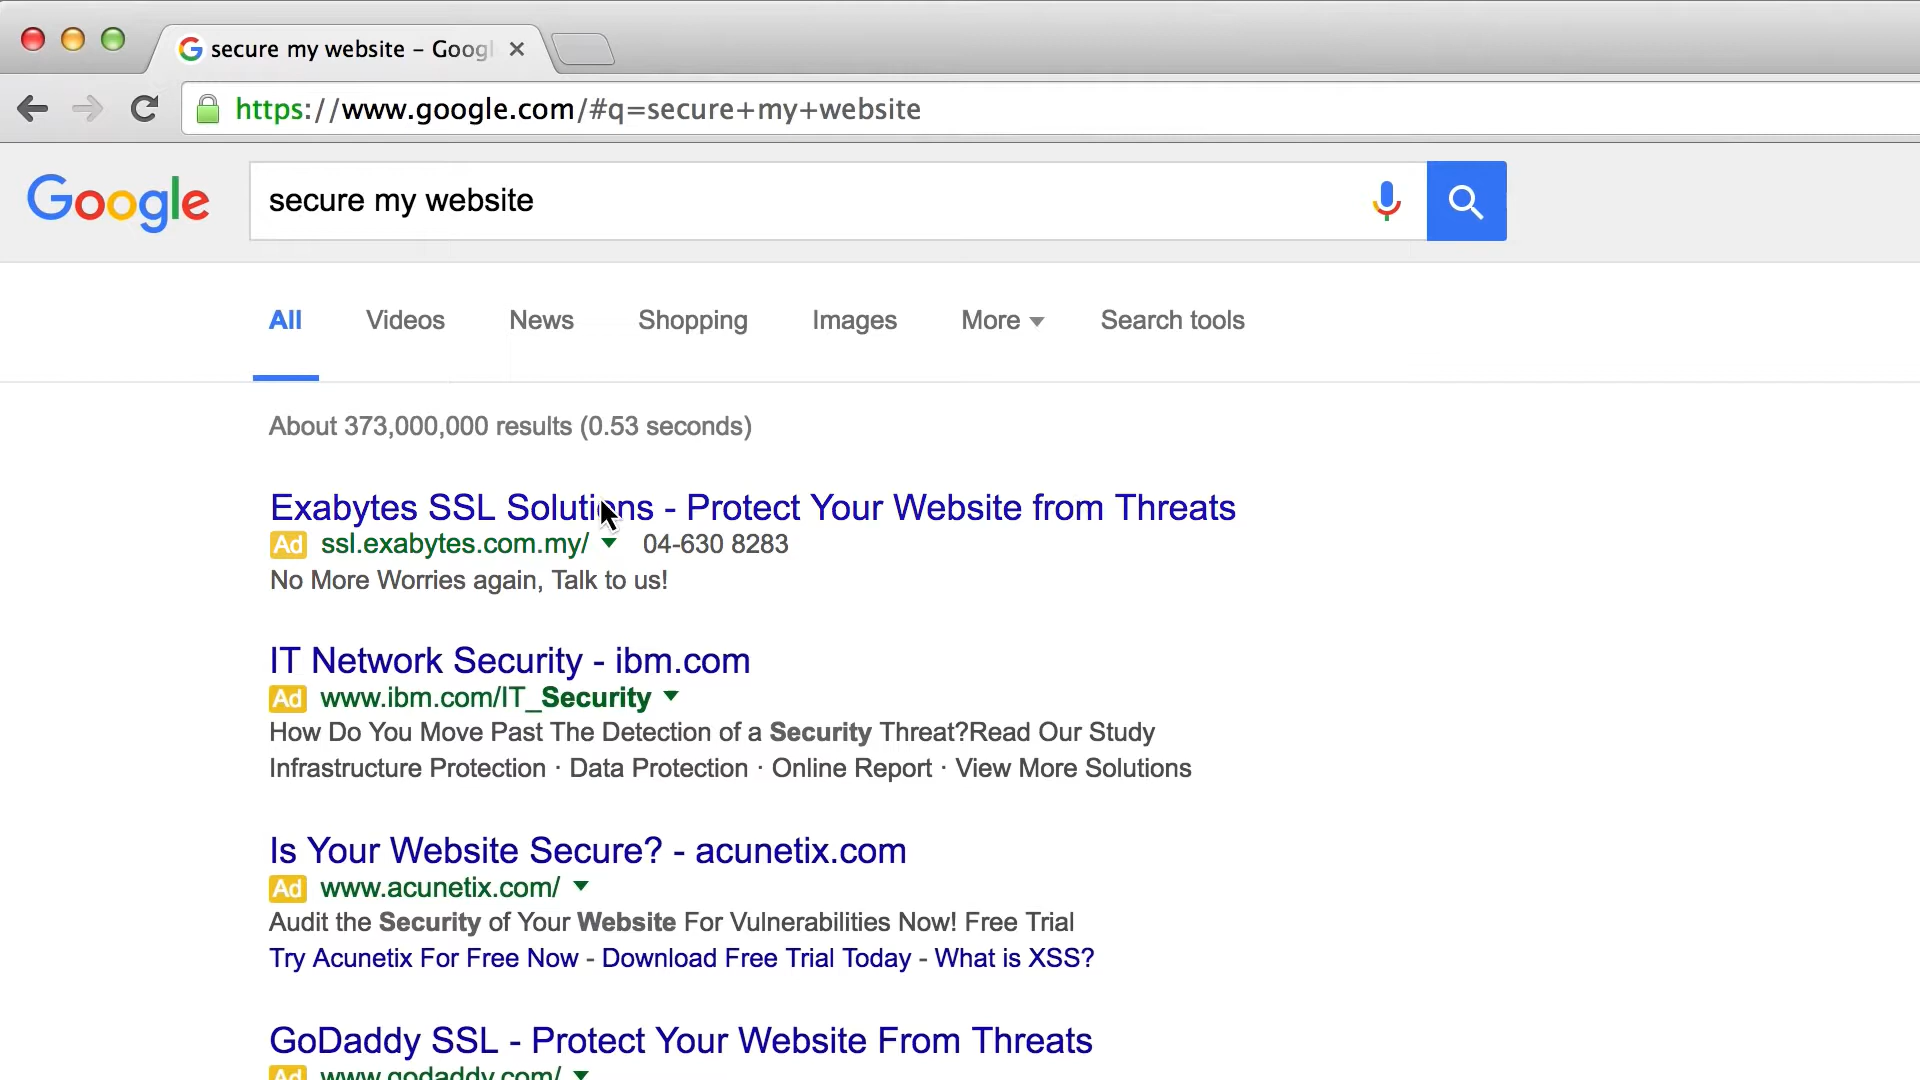 secure my website – Googl
https://www.google.com/#q=secure+my+website
Google
secure my website
All Videos News Shopping Images More Search tools
About 373,000,000 results (0.53 seconds)
Exabytes SSL Solutions - Protect Your Website from Threats
Ad ssl.exabytes.com.my/ 04-630 8283
No More Worries again, Talk to us!
IT Network Security - ibm.com
Ad www.ibm.com/IT_Security
How Do You Move Past The Detection of a Security Threat?Read Our Study
Infrastructure Protection · Data Protection · Online Report · View More Solutions
Is Your Website Secure? - acunetix.com
Ad www.acunetix.com/
Audit the Security of Your Website For Vulnerabilities Now! Free Trial
Try Acunetix For Free Now - Download Free Trial Today - What is XSS?
GoDaddy SSL - Protect Your Website From Threats
Ad www.godaddy.com/